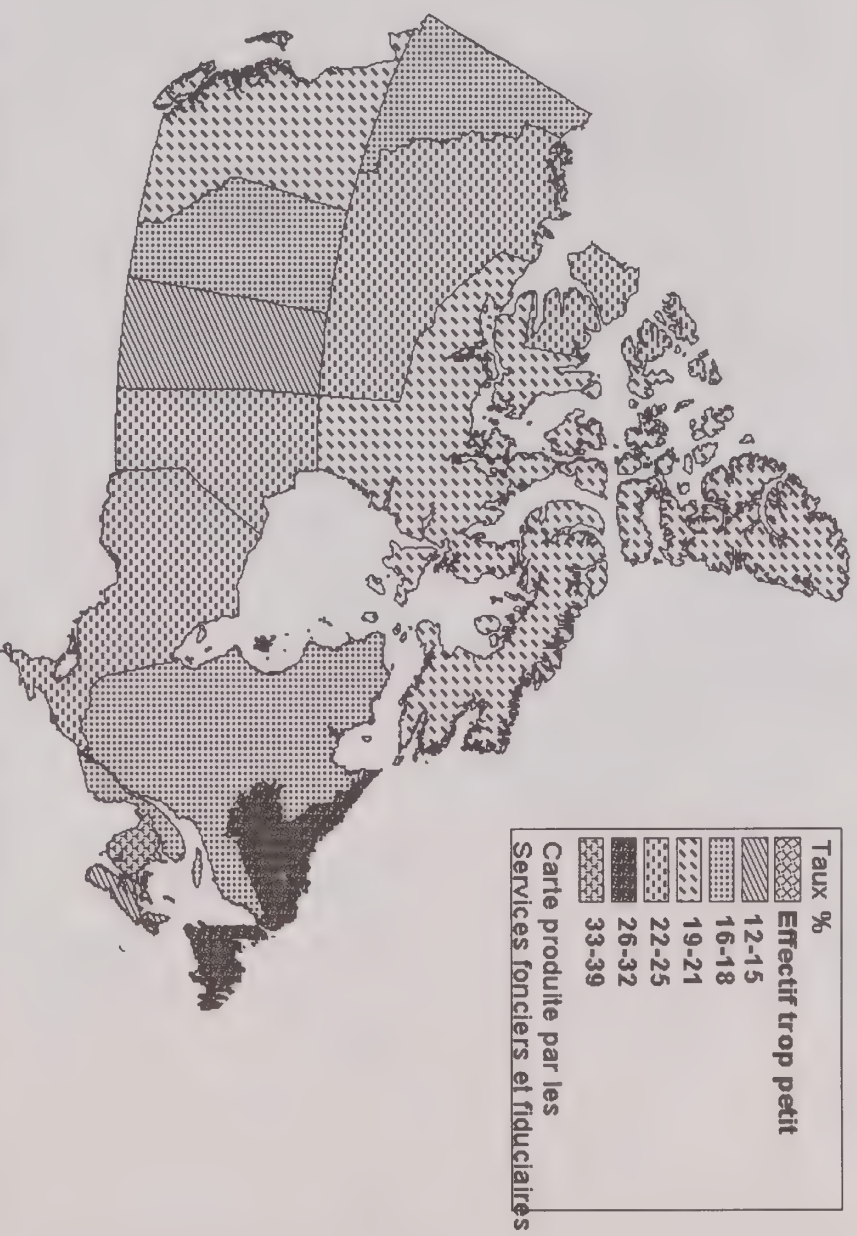 Taux %
Effectif trop petit
12-15
16-18
19-21
22-25
26-32
33-39
Carte produite par les
Services fonciers et fiduciaires